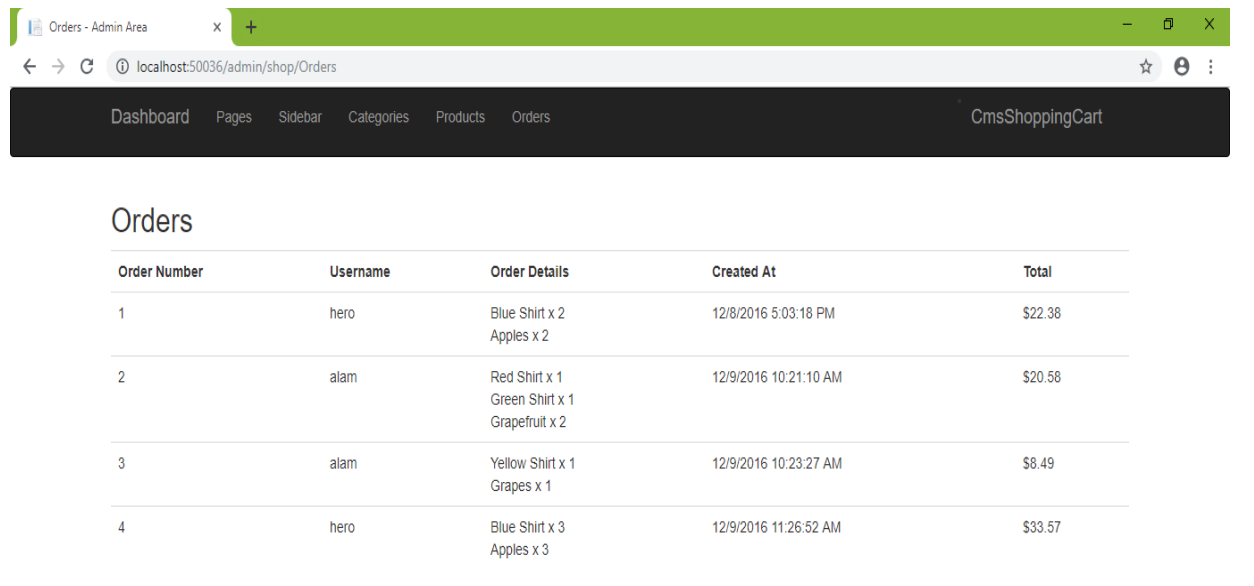 Orders - Admin Area
localhost:50036/admin/shop/Orders
Dashboard Pages Sidebar Categories Products Orders CmsShoppingCart
Orders
Order Number Username Order Details Created At Total
1 hero Blue Shirt x 2 12/8/2016 5:03:18 PM $22.38
Apples x 2
2 alam Red Shirt x 1 12/9/2016 10:21:10 AM $20.58
Green Shirt x 1
Grapefruit x 2
3 alam Yellow Shirt x 1 12/9/2016 10:23:27 AM $8.49
Grapes x 1
4 hero Blue Shirt x 3 12/9/2016 11:26:52 AM $33.57
Apples x 3